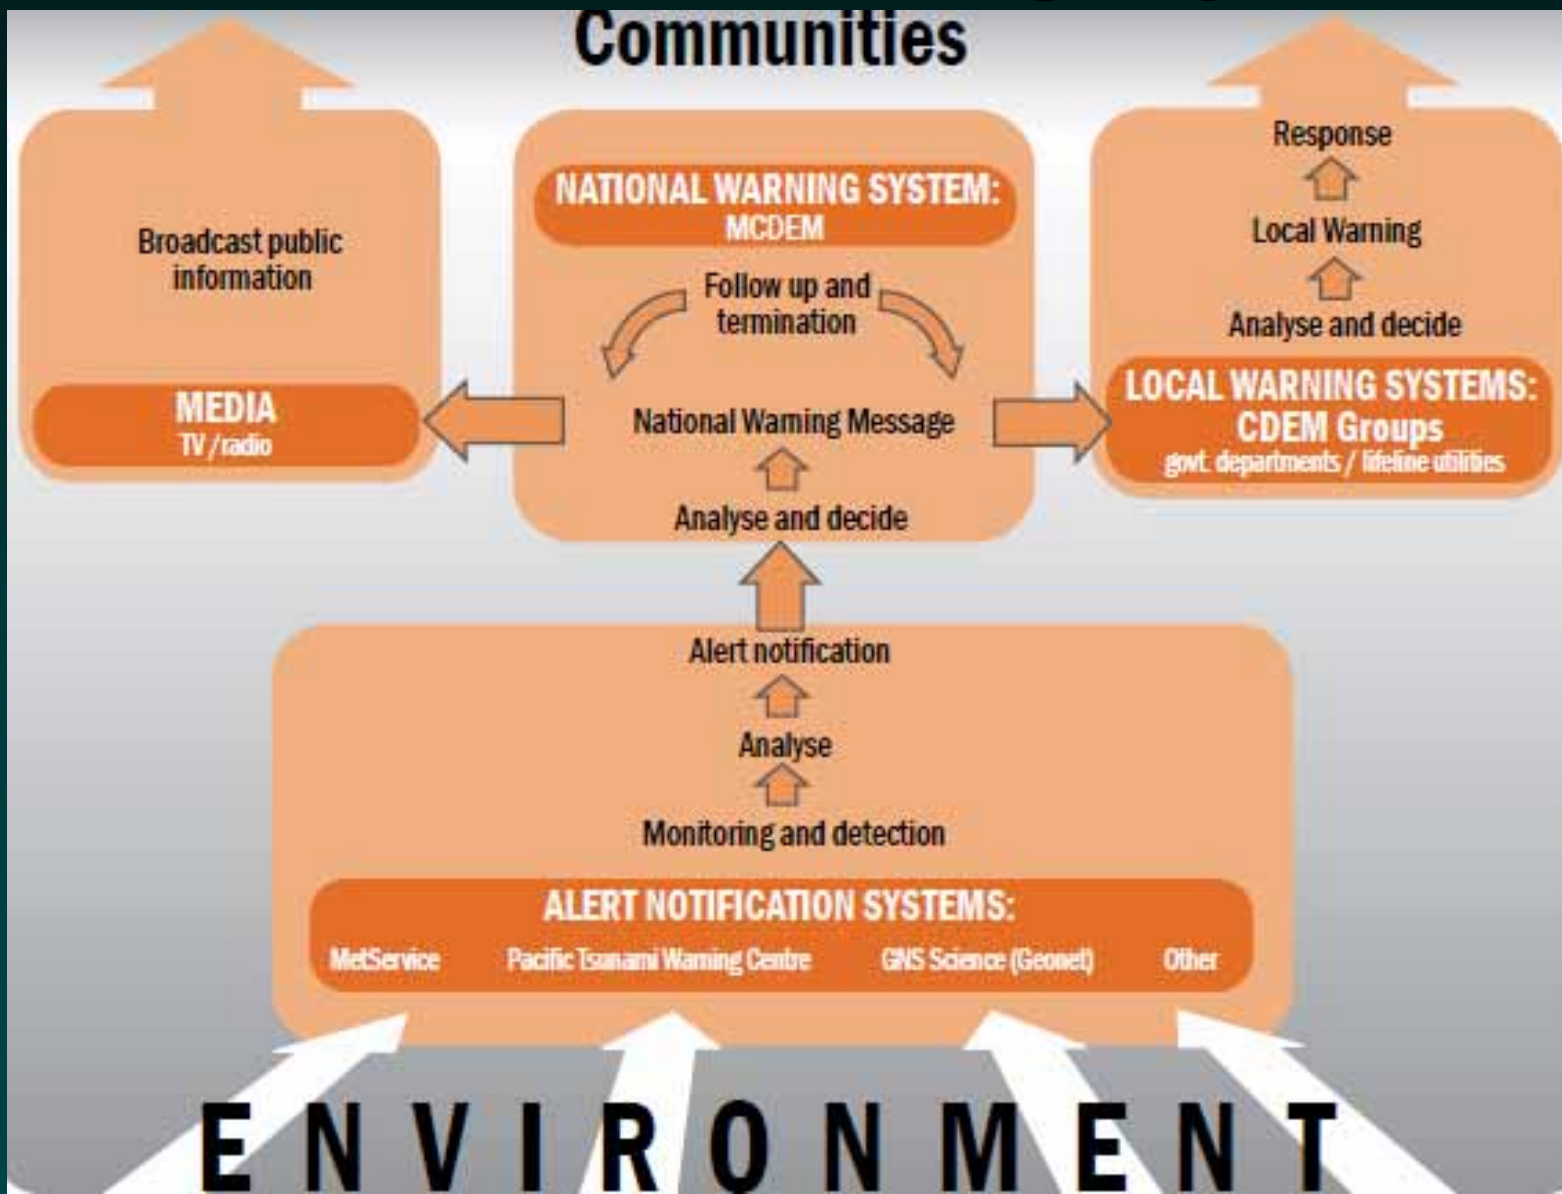 Communities
Broadcast public
information
MEDIA
TV /radio
NATIONAL WARNING SYSTEM:
MCDEM
Follow up and
termination
National Warning Message
Analyse and decide
Response
Local Warning
Analyse and decide
LOCAL WARNING SYSTEMS:
CDEM Groups
govt. departments / lifeline utilities
Alert notification
Analyse
Monitoring and detection
ALERT NOTIFICATION SYSTEMS:
MetService Pacific Tsunami Warning Centre GNS Science (Geonet) Other
ENVIRONMENT